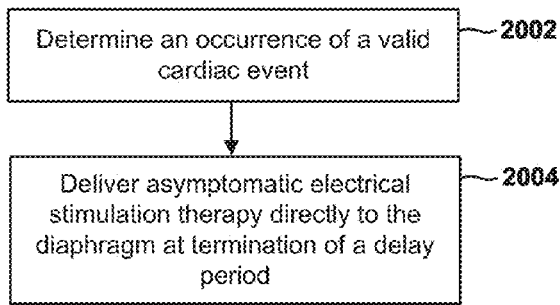 Determine an occurrence of a valid
cardiac event
2002
Deliver asymptomatic electrical
stimulation therapy directly to the
diaphragm at termination of a delay
period
2004